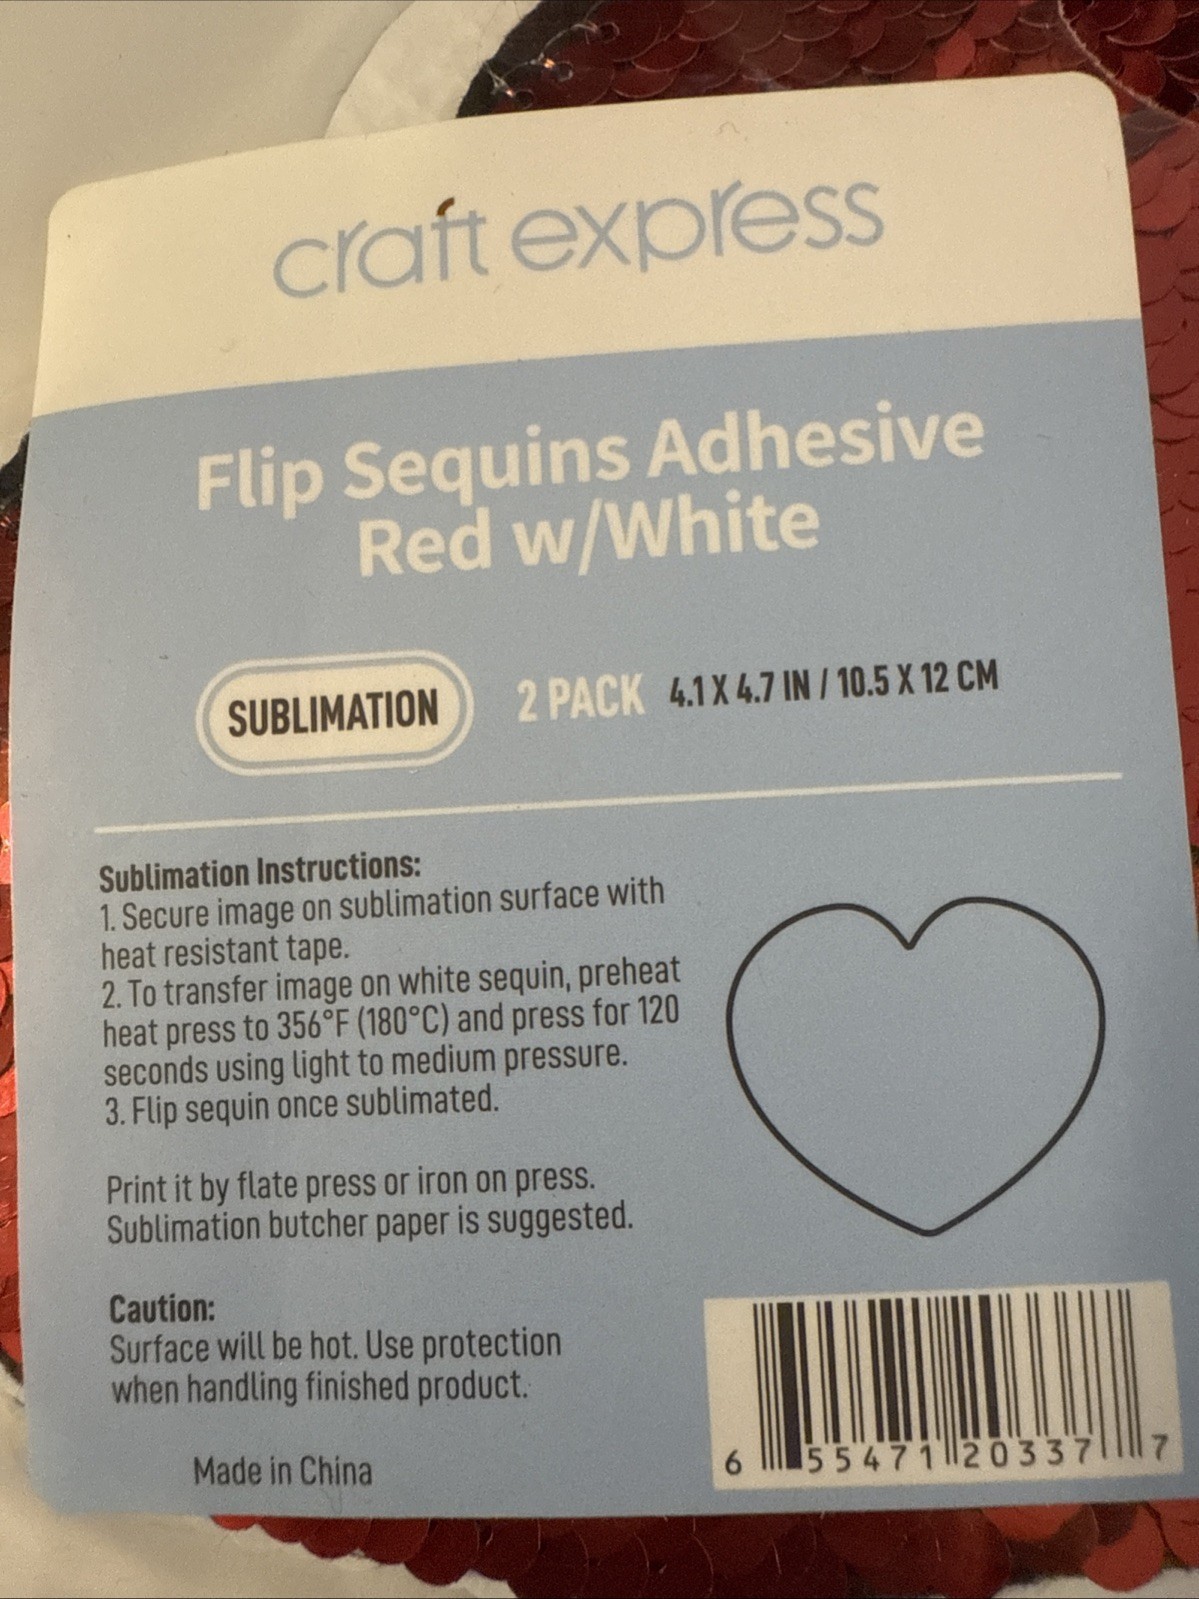 craft express
Flip Sequins Adhesive
Red w/White
SUBLIMATION 2 PACK 4.1 X 4.7 IN / 10.5 X 12 CM
Sublimation Instructions:
1. Secure image on sublimation surface with
heat resistant tape.
2. To transfer image on white sequin, preheat
heat press to 356°F (180°C) and press for 120
seconds using light to medium pressure.
3. Flip sequin once sublimated.
Print it by flate press or iron on press.
Sublimation butcher paper is suggested.
Caution:
Surface will be hot. Use protection
when handling finished product.
Made in China
6 55471 20337 7